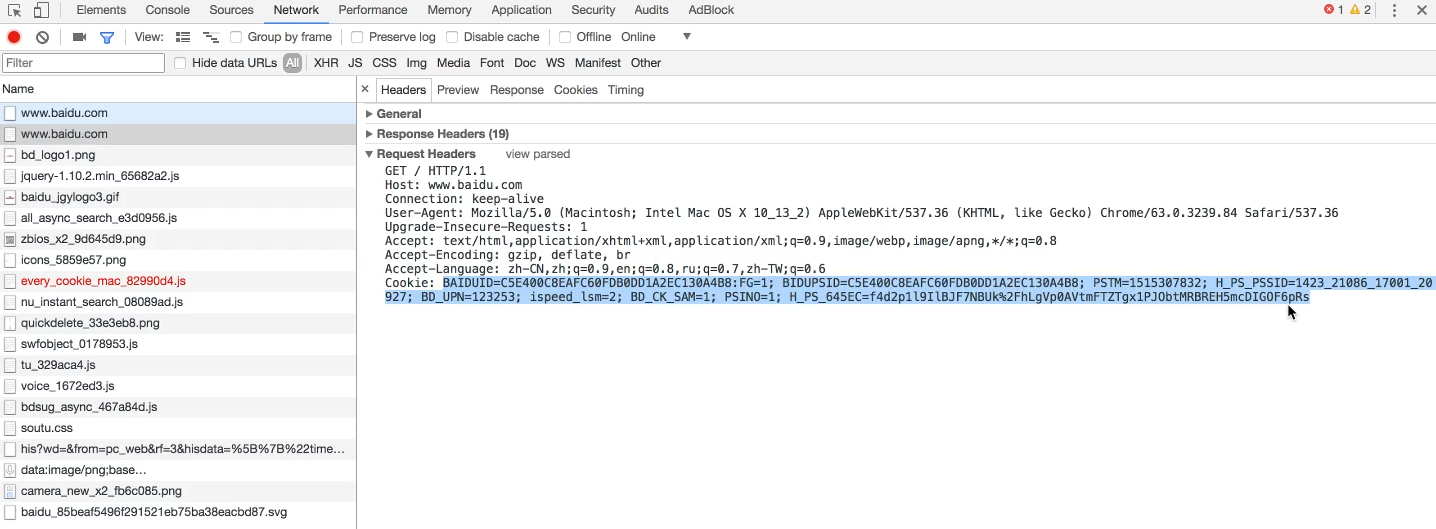 Elements Console Sources Network Performance Memory Application Security Audits AdBlock 1 2
View: Group by frame Preserve log Disable cache Offline Online
Filter Hide data URLs All XHR JS CSS Img Media Font Doc WS Manifest Other
Name
Headers Preview Response Cookies Timing
www.baidu.com
www.baidu.com
bd_logo1.png
jquery-1.10.2.min_65682a2.js
baidu_jgylogo3.gif
all_async_search_e3d0956.js
zbios_x2_9d645d9.png
icons_5859e57.png
every_cookie_mac_82990d4.js
nu_instant_search_08089ad.js
quickdelete_33e3eb8.png
swfobject_0178953.js
tu_329aca4.js
voice_1672ed3.js
bdsug_async_467a84d.js
soutu.css
his?wd=&from=pc_web&rf=3&hisdata=%5B%7B%22time...
data:image/png;base...
camera_new_x2_fb6c085.png
baidu_85beaf5496f291521eb75ba38eacbd87.svg
General
Response Headers (19)
Request Headers view parsed
GET / HTTP/1.1
Host: www.baidu.com
Connection: keep-alive
User-Agent: Mozilla/5.0 (Macintosh; Intel Mac OS X 10_13_2) AppleWebKit/537.36 (KHTML, like Gecko) Chrome/63.0.3239.84 Safari/537.36
Upgrade-Insecure-Requests: 1
Accept: text/html,application/xhtml+xml,application/xml;q=0.9,image/webp,image/apng,*/*;q=0.8
Accept-Encoding: gzip, deflate, br
Accept-Language: zh-CN,zh;q=0.9,en;q=0.8,ru;q=0.7,zh-TW;q=0.6
Cookie: BAIDUID=C5E400C8EAFC60FDB0DD1A2EC130A4B8:FG=1; BIDUPSID=C5E400C8EAFC60FDB0DD1A2EC130A4B8; PSTM=1515307832; H_PS_PSSID=1423_21086_17001_20
927; BD_UPN=123253; ispeed_lsm=2; BD_CK_SAM=1; PSINO=1; H_PS_645EC=f4d2p1l9IlBJF7NBUk%2FhLgVp0AVtmFTZTgx1PJObtMRBREH5mcDIGOF6pRs